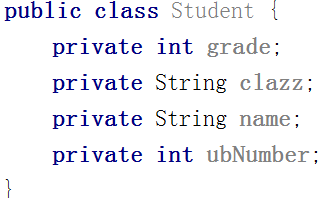 public class Student {
    private int grade;
    private String clazz;
    private String name;
    private int ubNumber;
}